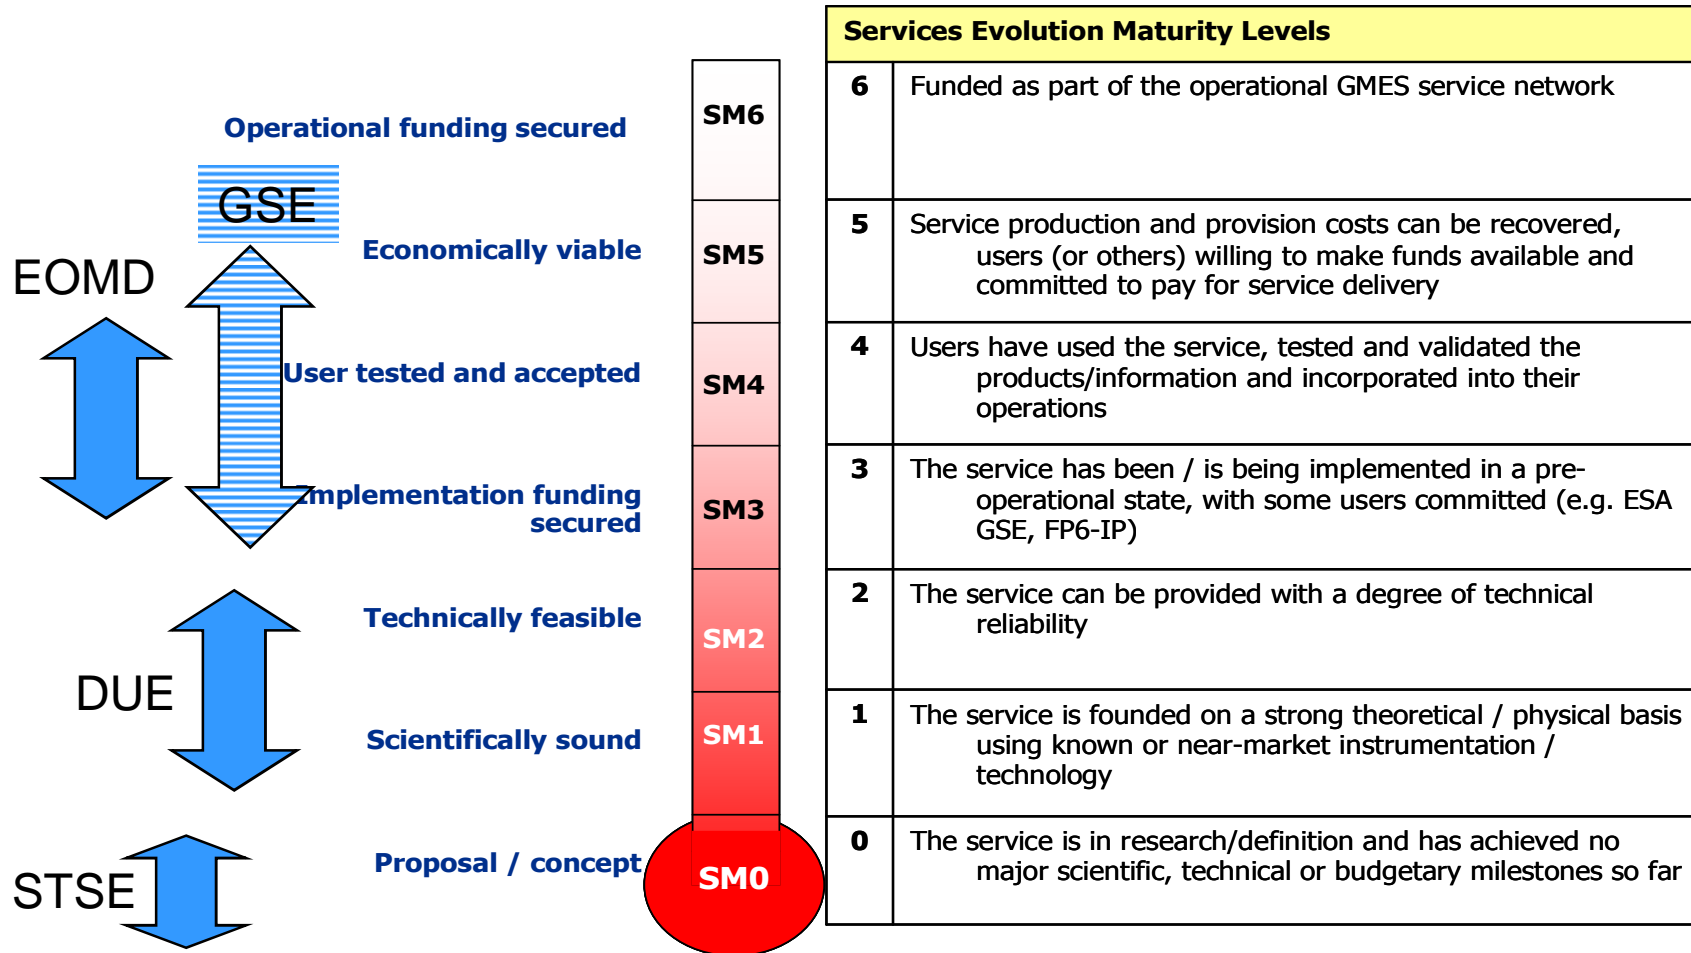 Services Evolution Maturity Levels
6 Funded as part of the operational GMES service network
5 Service production and provision costs can be recovered,
users (or others) willing to make funds available and
committed to pay for service delivery
4 Users have used the service, tested and validated the
products/information and incorporated into their
operations
3 The service has been / is being implemented in a pre-
operational state, with some users committed (e.g. ESA
GSE, FP6-IP)
2 The service can be provided with a degree of technical
reliability
1 The service is founded on a strong theoretical / physical basis
using known or near-market instrumentation /
technology
0 The service is in research/definition and has achieved no
major scientific, technical or budgetary milestones so far
SM6
SM5
SM4
SM3
SM2
SM1
SM0
Operational funding secured
Economically viable
User tested and accepted
Implementation funding
secured
Technically feasible
Scientifically sound
Proposal / concept
GSE
EOMD
DUE
STSE